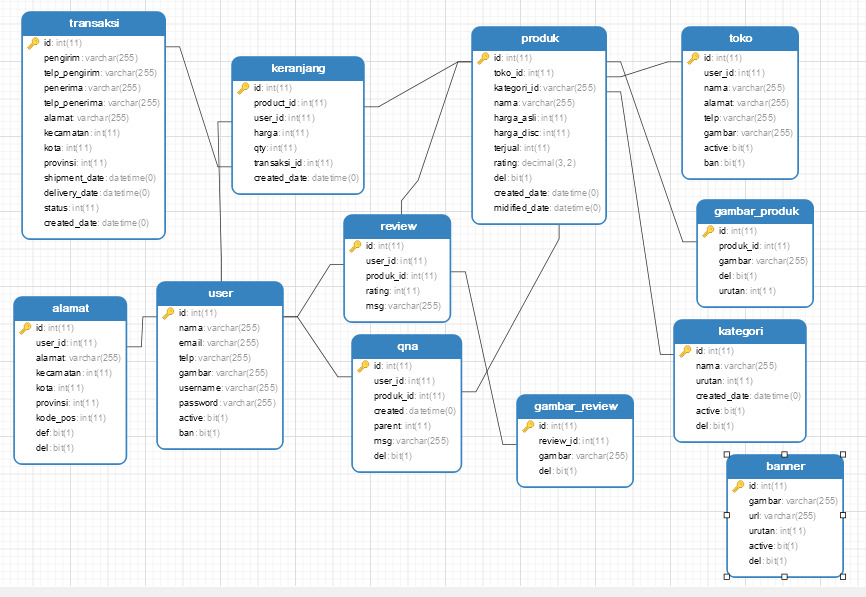 transaksi
id: int(11)
pengirim: varchar(255)
telp_pengirim: varchar(255)
penerima: varchar(255)
telp_penerima: varchar(255)
alamat: varchar(255)
kecamatan: int(11)
kota: int(11)
provinsi: int(11)
shipment_date: datetime(0)
delivery_date: datetime(0)
status: int(11)
created_date: datetime(0)
keranjang
id: int(11)
product_id: int(11)
user_id: int(11)
harga: int(11)
qty: int(11)
transaksi_id: int(11)
created_date: datetime(0)
produk
id: int(11)
toko_id: int(11)
kategori_id: varchar(255)
nama: varchar(255)
harga_asli: int(11)
harga_disc: int(11)
terjual: int(11)
rating: decimal(3, 2)
del: bit(1)
created_date: datetime(0)
midified_date: datetime(0)
toko
id: int(11)
user_id: int(11)
nama: varchar(255)
alamat: varchar(255)
telp: varchar(255)
gambar: varchar(255)
active: bit(1)
ban: bit(1)
gambar_produk
id: int(11)
produk_id: int(11)
gambar: varchar(255)
del: bit(1)
urutan: int(11)
review
id: int(11)
user_id: int(11)
produk_id: int(11)
rating: int(11)
msg: varchar(255)
alamat
id: int(11)
user_id: int(11)
alamat: varchar(255)
kecamatan: int(11)
kota: int(11)
provinsi: int(11)
kode_pos: int(11)
def: bit(1)
del: bit(1)
user
id: int(11)
nama: varchar(255)
email: varchar(255)
telp: varchar(255)
gambar: varchar(255)
username: varchar(255)
password: varchar(255)
active: bit(1)
ban: bit(1)
qna
id: int(11)
user_id: int(11)
produk_id: int(11)
created: datetime(0)
parent: int(11)
msg: varchar(255)
del: bit(1)
gambar_review
id: int(11)
review_id: int(11)
gambar: varchar(255)
del: bit(1)
kategori
id: int(11)
nama: varchar(255)
urutan: int(11)
created_date: datetime(0)
active: bit(1)
del: bit(1)
banner
id: int(11)
gambar: varchar(255)
url: varchar(255)
urutan: int(11)
active: bit(1)
del: bit(1)